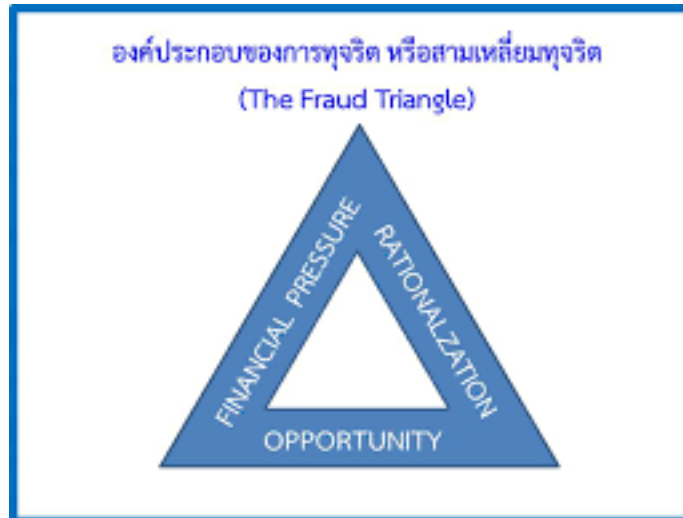 องค์ประกอบของการทุจริต หรือสามเหลี่ยมทุจริต
(The Fraud Triangle)
FINANCIAL PRESSURE
RATIONALZATION
OPPORTUNITY